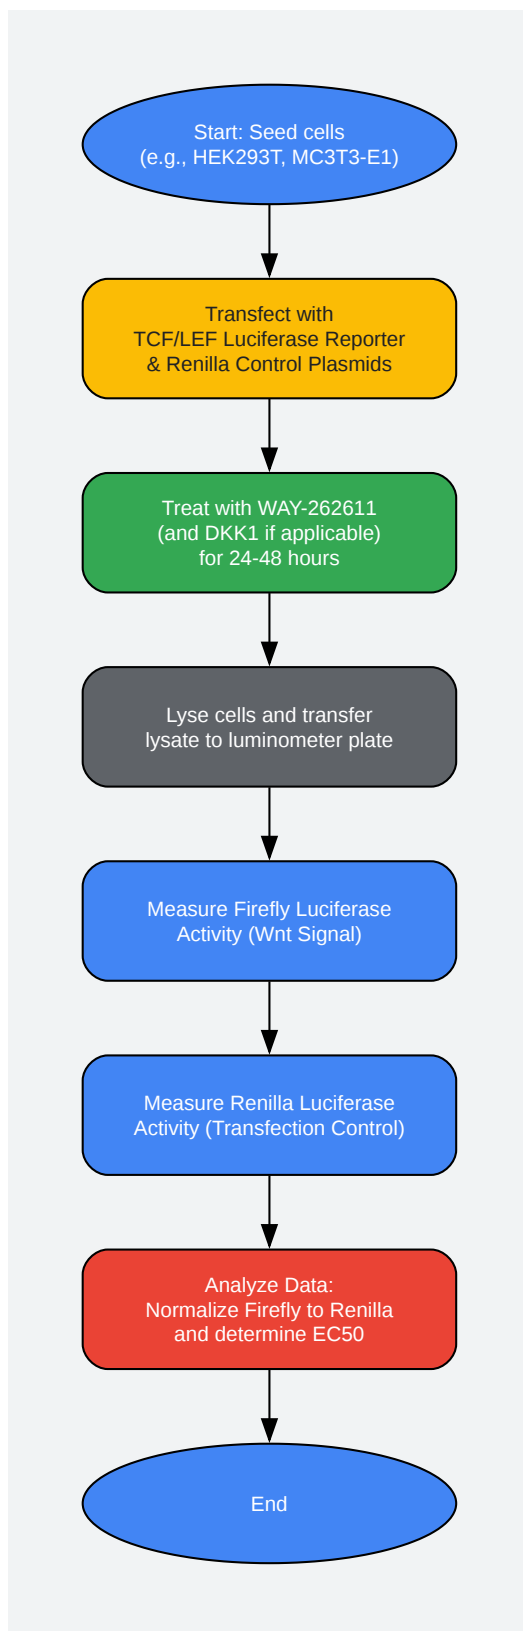 Start: Seed cells
(e.g., HEK293T, MC3T3-E1)
Transfect with
TCF/LEF Luciferase Reporter
& Renilla Control Plasmids
Treat with WAY-262611
(and DKK1 if applicable)
for 24-48 hours
Lyse cells and transfer
lysate to luminometer plate
Measure Firefly Luciferase
Activity (Wnt Signal)
Measure Renilla Luciferase
Activity (Transfection Control)
Analyze Data:
Normalize Firefly to Renilla
and determine EC50
End